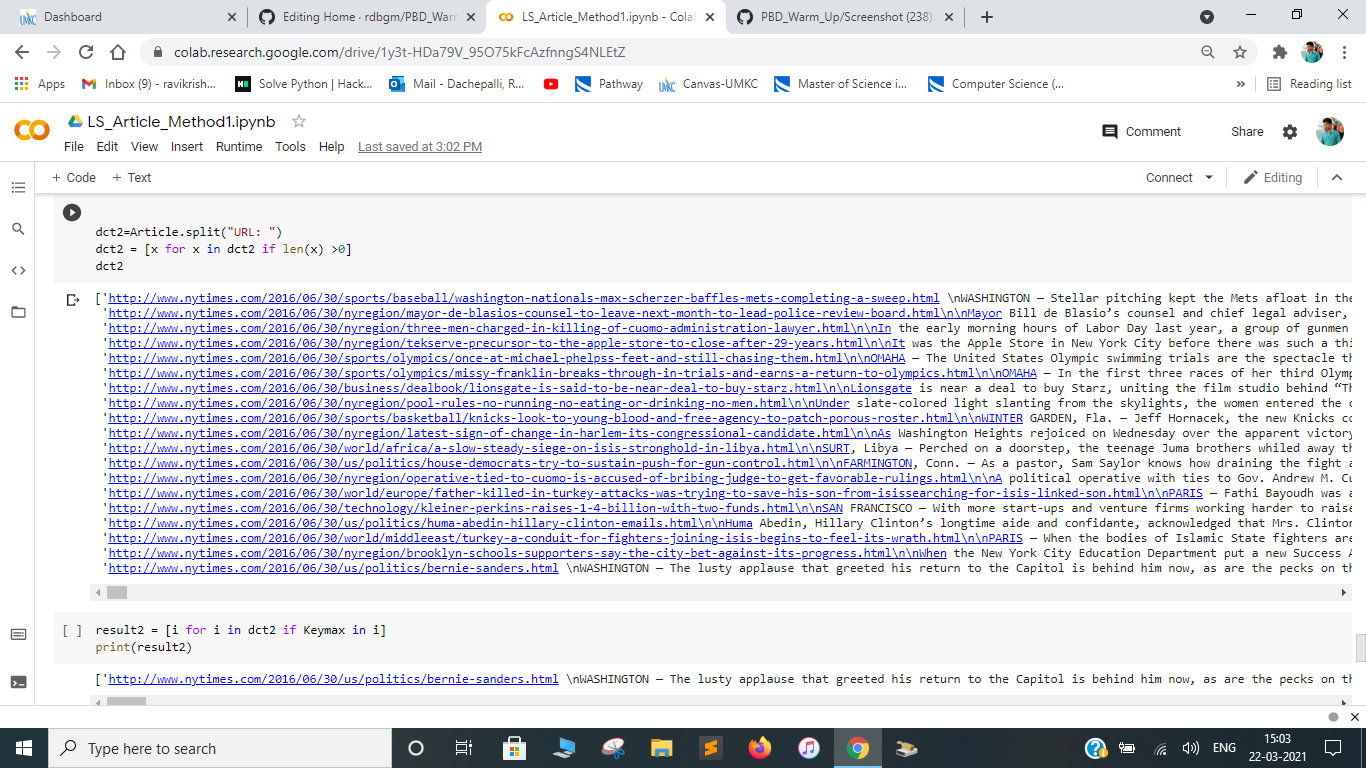 Dashboard
Editing Home · rdbgm/PBD_Warm
LS_Article_Method1.ipynb - Colab
PBD_Warm_Up/Screenshot (238)
colab.research.google.com/drive/1y3t-HDa79V_95O75kFcAzfnngS4NLEtZ
Apps
Inbox (9) - ravikrish...
Solve Python | Hack...
Mail - Dachepalli, R...
Pathway
Canvas-UMKC
Master of Science i...
Computer Science (...
»
Reading list
LS_Article_Method1.ipynb
Comment
Share
File Edit View Insert Runtime Tools Help Last saved at 3:02 PM
+ Code + Text
Connect
Editing
dct2=Article.split("URL: ")
dct2 = [x for x in dct2 if len(x) >0]
dct2
['http://www.nytimes.com/2016/06/30/sports/baseball/washington-nationals-max-scherzer-baffles-mets-completing-a-sweep.html \nWASHINGTON — Stellar pitching kept the Mets afloat in the
'http://www.nytimes.com/2016/06/30/nyregion/mayor-de-blasios-counsel-to-leave-next-month-to-lead-police-review-board.html\n\nMayor Bill de Blasio's counsel and chief legal adviser,
'http://www.nytimes.com/2016/06/30/nyregion/three-men-charged-in-killing-of-cuomo-administration-lawyer.html\n\nIn the early morning hours of Labor Day last year, a group of gunmen
'http://www.nytimes.com/2016/06/30/nyregion/tekserve-precursor-to-the-apple-store-to-close-after-29-years.html\n\nIt was the Apple Store in New York City before there was such a thi
'http://www.nytimes.com/2016/06/30/sports/olympics/once-at-michael-phelpss-feet-and-still-chasing-them.html\n\nOMAHA — The United States Olympic swimming trials are the spectacle th
'http://www.nytimes.com/2016/06/30/sports/olympics/missy-franklin-breaks-through-in-trials-and-earns-a-return-to-olympics.html\n\nOMAHA — In the first three races of her third Olymp
'http://www.nytimes.com/2016/06/30/business/dealbook/lionsgate-is-said-to-be-near-deal-to-buy-starz.html\n\nLionsgate is near a deal to buy Starz, uniting the film studio behind “Th
'http://www.nytimes.com/2016/06/30/nyregion/pool-rules-no-running-no-eating-or-drinking-no-men.html\n\nUnder slate-colored light slanting from the skylights, the women entered the c
'http://www.nytimes.com/2016/06/30/sports/basketball/knicks-look-to-young-blood-and-free-agency-to-patch-porous-roster.html\n\nWINTER GARDEN, Fla. — Jeff Hornacek, the new Knicks co
'http://www.nytimes.com/2016/06/30/nyregion/latest-sign-of-change-in-harlem-its-congressional-candidate.html\n\nAs Washington Heights rejoiced on Wednesday over the apparent victory
'http://www.nytimes.com/2016/06/30/world/africa/a-slow-steady-siege-on-isis-stronghold-in-libya.html\n\nSURT, Libya — Perched on a doorstep, the teenage Juma brothers whiled away th
'http://www.nytimes.com/2016/06/30/us/politics/house-democrats-try-to-sustain-push-for-gun-control.html\n\nFARMINGTON, Conn. — As a pastor, Sam Saylor knows how draining the fight a
'http://www.nytimes.com/2016/06/30/nyregion/operative-tied-to-cuomo-is-accused-of-bribing-judge-to-get-favorable-rulings.html\n\nA political operative with ties to Gov. Andrew M. Cu
'http://www.nytimes.com/2016/06/30/world/europe/father-killed-in-turkey-attacks-was-trying-to-save-his-son-from-isissearching-for-isis-linked-son.html\n\nPARIS — Fathi Bayoudh was a
'http://www.nytimes.com/2016/06/30/technology/kleiner-perkins-raises-1-4-billion-with-two-funds.html\n\nSAN FRANCISCO — With more start-ups and venture firms working harder to raise
'http://www.nytimes.com/2016/06/30/us/politics/huma-abedin-hillary-clinton-emails.html\n\nHuma Abedin, Hillary Clinton's longtime aide and confidante, acknowledged that Mrs. Clinton
'http://www.nytimes.com/2016/06/30/world/middleeast/turkey-a-conduit-for-fighters-joining-isis-begins-to-feel-its-wrath.html\n\nPARIS — When the bodies of Islamic State fighters are
'http://www.nytimes.com/2016/06/30/nyregion/brooklyn-schools-supporters-say-the-city-bet-against-its-progress.html\n\nWhen the New York City Education Department put a new Success A
'http://www.nytimes.com/2016/06/30/us/politics/bernie-sanders.html \nWASHINGTON — The lusty applause that greeted his return to the Capitol is behind him now, as are the pecks on th
[ ] result2 = [i for i in dct2 if Keymax in i]
print(result2)
['http://www.nytimes.com/2016/06/30/us/politics/bernie-sanders.html \nWASHINGTON — The lusty applause that greeted his return to the Capitol is behind him now, as are the pecks on th
Type here to search
ENG
15:03
22-03-2021